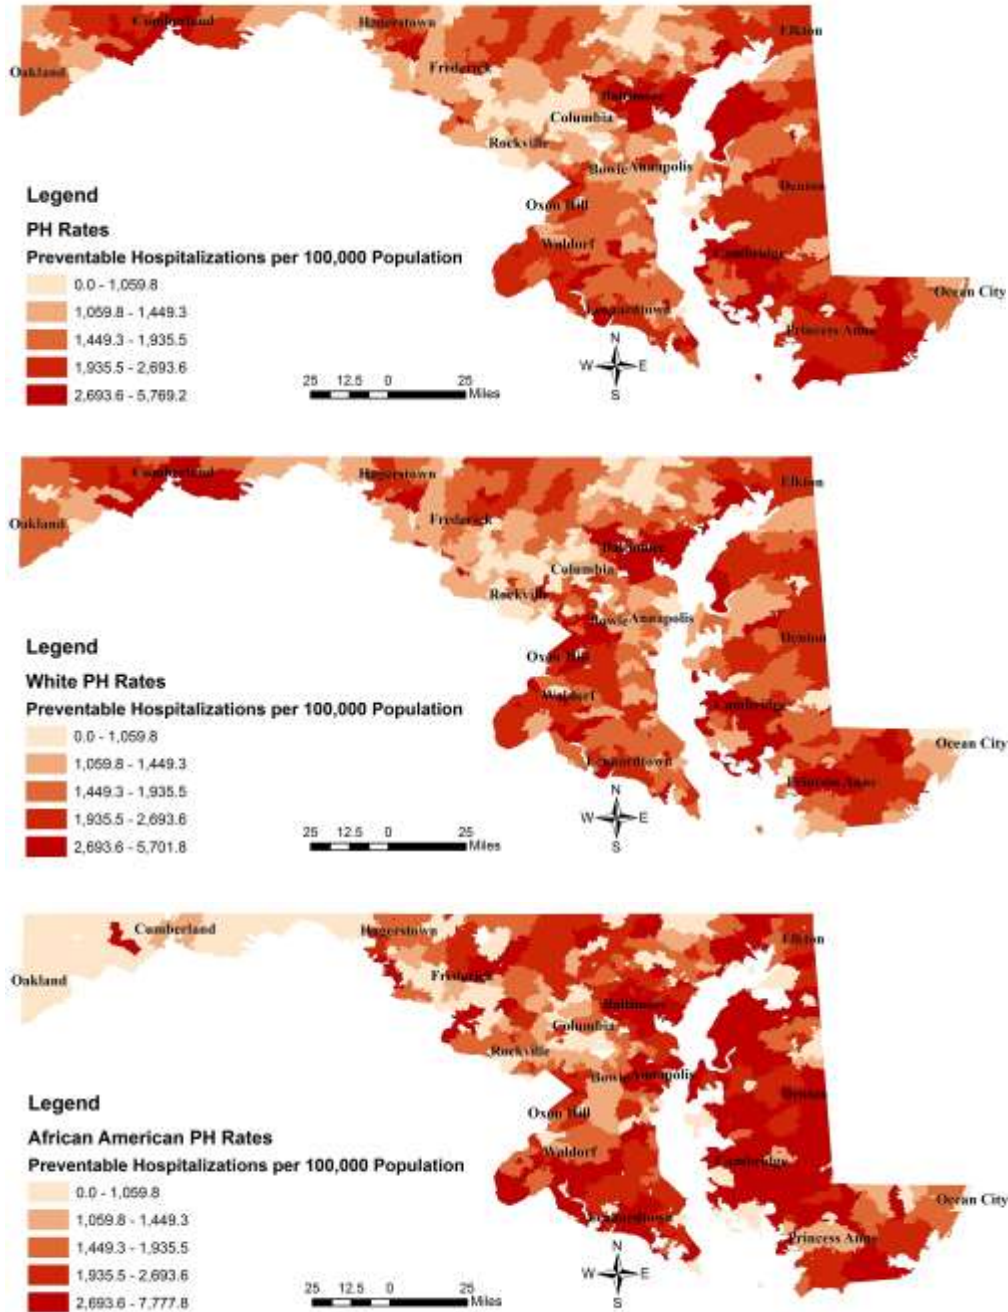 Cumberland
Hagerstown
Elkton
Oakland
Frederick
Baltimore
Columbia
Rockville
Bowie Annapolis
Legend
Denton
PH Rates
Oxon Hill
Preventable Hospitalizations per 100,000 Population
Waldorf
Cambridge
0.0 - 1,059.8
Ocean City
1,059.8 - 1,449.3
Leonardtown
1,449.3 - 1,935.5
Princess Anne
N
1,935.5 - 2,693.6
W E
25 12.5 0 25
Miles
2,693.6 - 5,769.2
S
Cumberland
Hagerstown
Elkton
Oakland
Frederick
Baltimore
Columbia
Rockville
Bowie Annapolis
Legend
Denton
Oxon Hill
White PH Rates
Waldorf
Cambridge
Preventable Hospitalizations per 100,000 Population
0.0 - 1,059.8
Ocean City
1,059.8 - 1,449.3
Leonardtown
Princess Anne
1,449.3 - 1,935.5
N
1,935.5 - 2,693.6
W E
25 12.5 0 25
Miles
2,693.6 - 5,701.8
S
Cumberland
Hagerstown
Elkton
Oakland
Frederick
Baltimore
Columbia
Rockville
Bowie Annapolis
Denton
Legend
Oxon Hill
African American PH Rates
Waldorf
Cambridge
Preventable Hospitalizations per 100,000 Population
0.0 - 1,059.8
Ocean City
1,059.8 - 1,449.3
Leonardtown
Princess Anne
1,449.3 - 1,935.5
N
1,935.5 - 2,693.6
W E
25 12.5 0 25
Miles
2,693.6 - 7,777.8
S